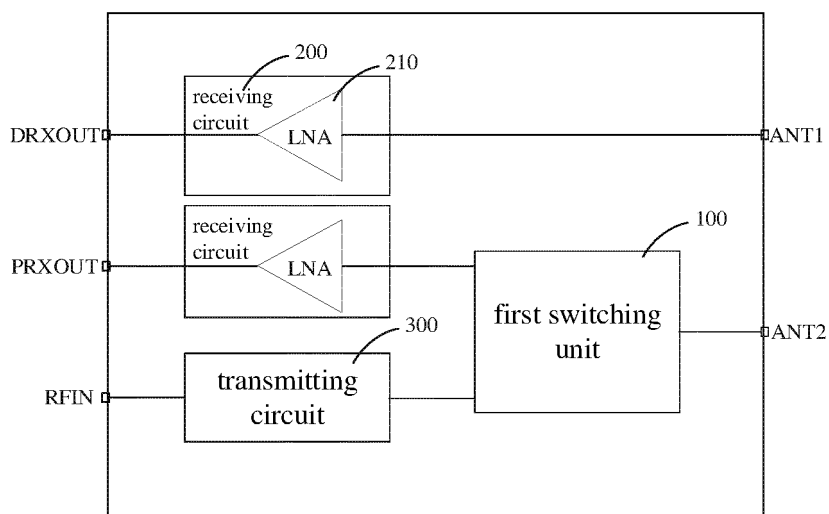 200
210
receiving
circuit
LNA
DRXOUT
ANT1
receiving
circuit
LNA
100
PRXOUT
first switching
unit
ANT2
300
transmitting
circuit
RFIN